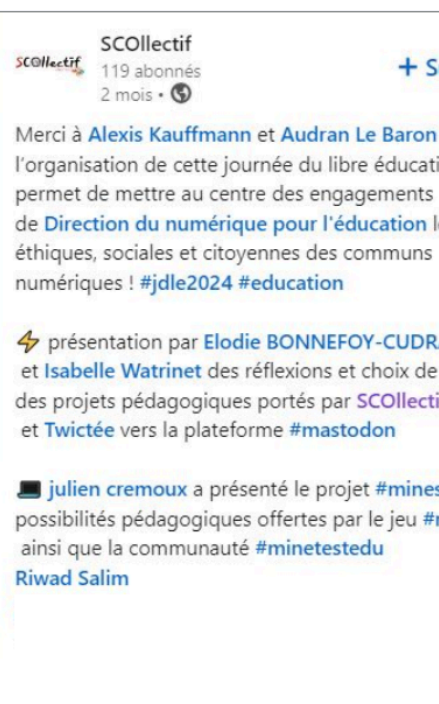 SCOllectif
SCOllectif
119 abonnés
+ S
2 mois •
Merci à Alexis Kauffmann et Audran Le Baron
l'organisation de cette journée du libre éducati
permet de mettre au centre des engagements
de Direction du numérique pour l'éducation l
éthiques, sociales et citoyennes des communs
numériques ! #jdle2024 #education
⚡ présentation par Elodie BONNEFOY-CUDR
et Isabelle Watrinet des réflexions et choix de
des projets pédagogiques portés par SCOllecti
et Twictée vers la plateforme #mastodon
💻 julien cremoux a présenté le projet #mines
possibilités pédagogiques offertes par le jeu #
ainsi que la communauté #minetestedu
Riwad Salim